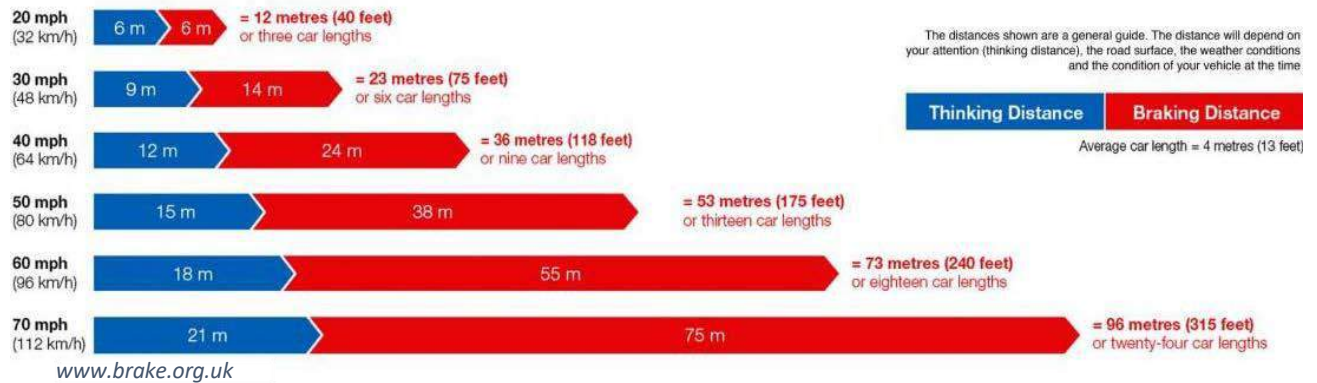 20 mph
(32 km/h)
6 m
6 m
= 12 metres (40 feet)
or three car lengths
The distances shown are a general guide. The distance will depend on
your attention (thinking distance), the road surface, the weather conditions
and the condition of your vehicle at the time
30 mph
(48 km/h)
9 m
14 m
= 23 metres (75 feet)
or six car lengths
Thinking Distance
Braking Distance
Average car length = 4 metres (13 feet)
40 mph
(64 km/h)
12 m
24 m
= 36 metres (118 feet)
or nine car lengths
50 mph
(80 km/h)
15 m
38 m
= 53 metres (175 feet)
or thirteen car lengths
60 mph
(96 km/h)
18 m
55 m
= 73 metres (240 feet)
or eighteen car lengths
70 mph
(112 km/h)
21 m
75 m
= 96 metres (315 feet)
or twenty-four car lengths
www.brake.org.uk